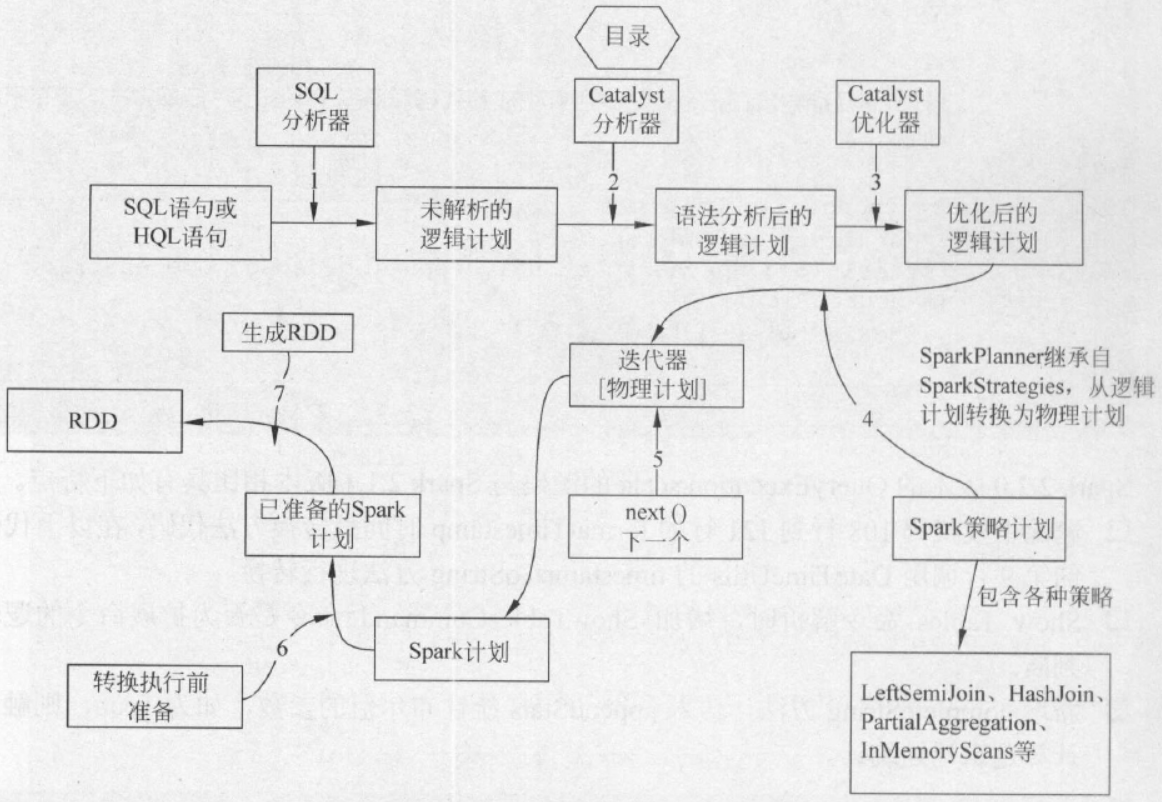 目录
SQL
分析器
Catalyst
分析器
Catalyst
优化器
1
2
3
SQL语句或
HQL语句
未解析的
逻辑计划
语法分析后的
逻辑计划
优化后的
逻辑计划
生成RDD
迭代器
[物理计划]
SparkPlanner继承自
SparkStrategies，从逻辑
计划转换为物理计划
7
RDD
4
5
已准备的Spark
计划
next ()
下一个
Spark策略计划
包含各种策略
6
Spark计划
转换执行前
准备
LeftSemiJoin、HashJoin、
PartialAggregation、
InMemoryScans等